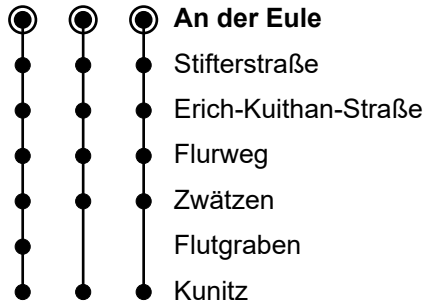 An der Eule
Stifterstraße
Erich-Kuithan-Straße
Flurweg
Zwätzen
Flutgraben
Kunitz